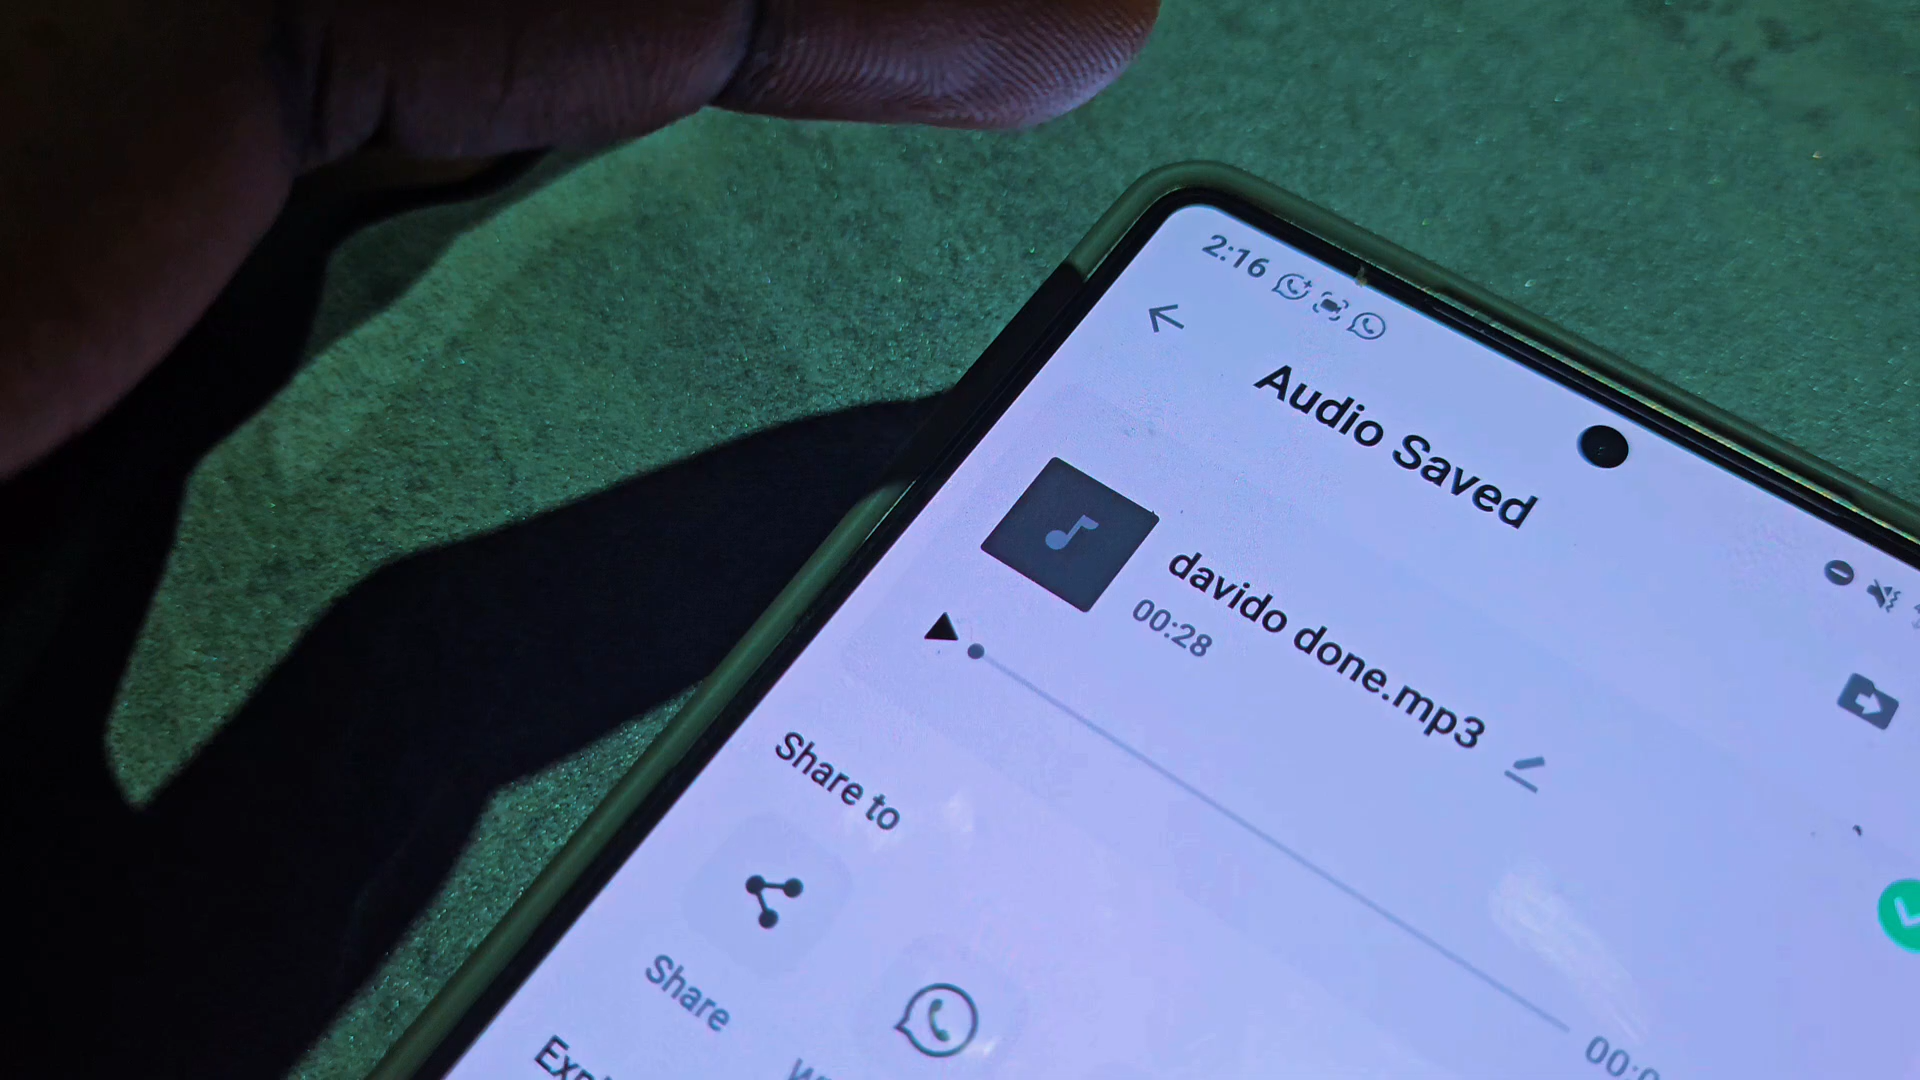 2:16
Audio Saved
davido done.mp3
00:28
Share to
Share